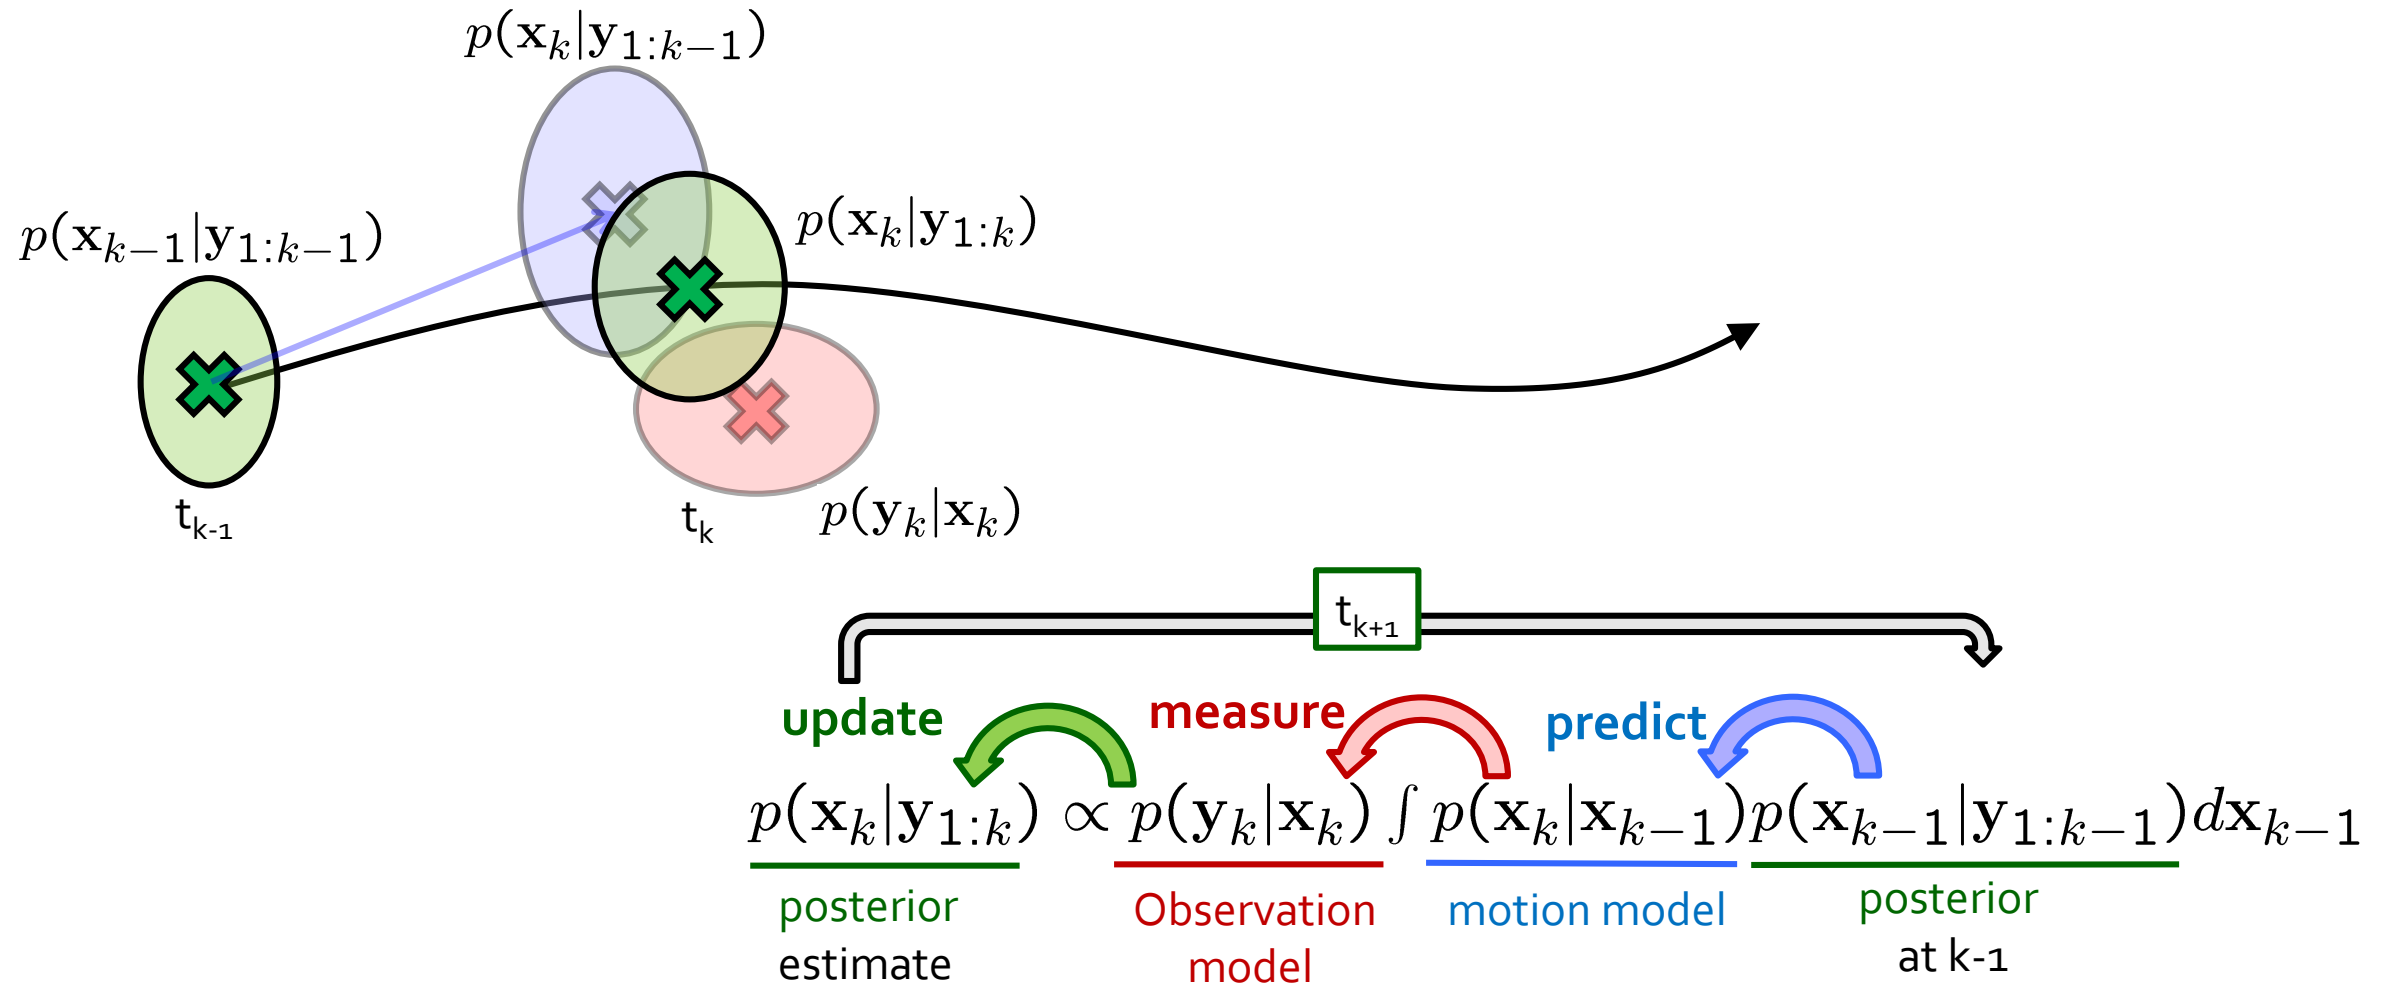 p(x_k|y_{1:k−1})
p(x_{k−1}|y_{1:k−1})
p(x_k|y_{1:k})
t_{k-1}
t_k
p(y_k|x_k)
t_{k+1}
update measure predict
p(x_k|y_{1:k}) ∝ p(y_k|x_k) ∫ p(x_k|x_{k−1})p(x_{k−1}|y_{1:k−1})dx_{k−1}
posterior
estimate
Observation
model
motion model
posterior
at k-1